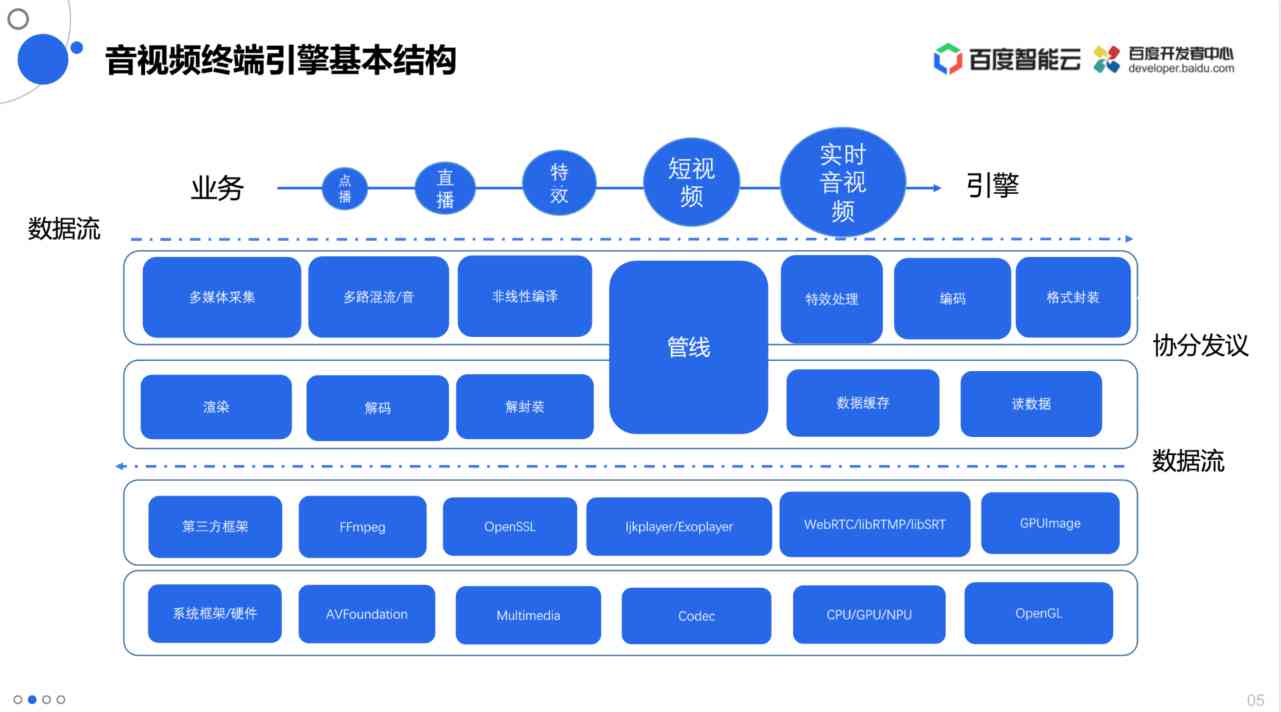 音视频终端引擎基本结构
百度智能云
百度开发者中心
developer.baidu.com
业务
点
播
直
播
特
效
短视
频
实时
音视
频
引擎
数据流
多媒体采集
多路混流/音
非线性编译
管线
特效处理
编码
格式封装
协分发议
渲染
解码
解封装
数据缓存
读数据
数据流
第三方框架
FFmpeg
OpenSSL
Ijkplayer/Exoplayer
WebRTC/libRTMP/libSRT
GPUImage
系统框架/硬件
AVFoundation
Multimedia
Codec
CPU/GPU/NPU
OpenGL
05